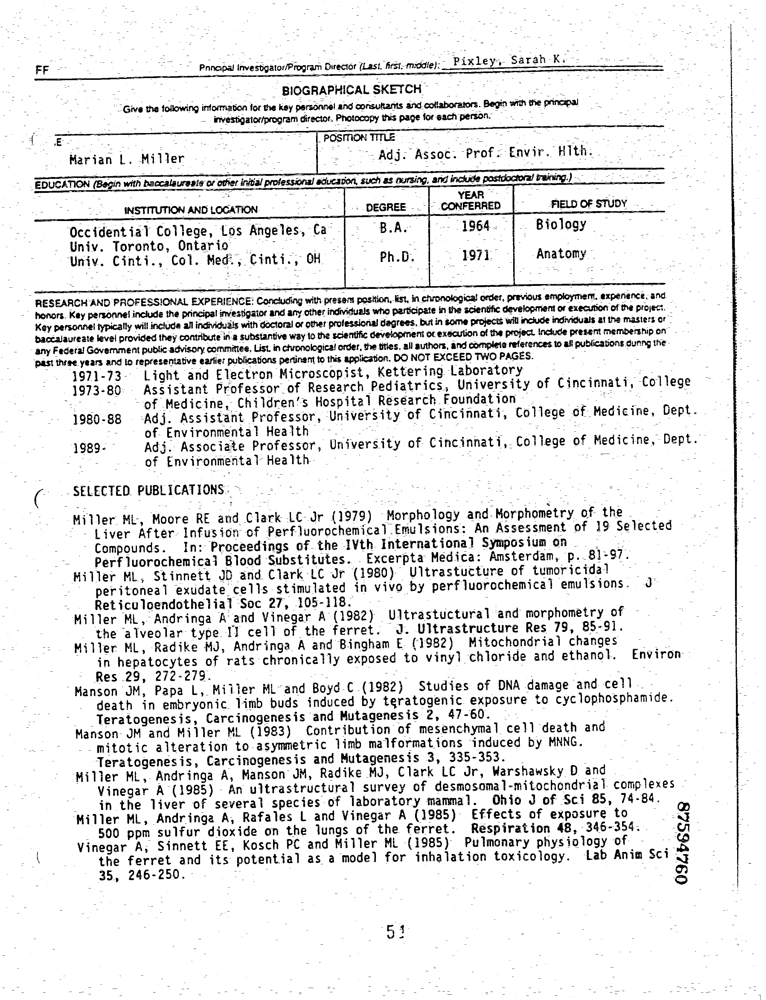 FF
Principal Investigator/Program Director (Last, first, middle): Pixley, Sarah K.
BIOGRAPHICAL SKETCH
Give the following information for the key personnel and consultants and collaborators. Begin with the principal
investigator/program director. Photocopy this page for each person.
.E POSITION TITLE
Marian L. Miller Adj. Assoc. Prof. Envir. Hlth.
EDUCATION (Begin with baccalaureate or other initial professional education, such as nursing, and include postdoctoral training.)
INSTITUTION AND LOCATION DEGREE YEAR CONFERRED FIELD OF STUDY
Occidential College, Los Angeles, Ca B.A. 1964 Biology
Univ. Toronto, Ontario
Univ. Cinti., Col. Med., Cinti., OH Ph.D. 1971 Anatomy
RESEARCH AND PROFESSIONAL EXPERIENCE: Concluding with present position, list, in chronological order, previous employment, experience, and
honors. Key personnel include the principal investigator and any other individuals who participate in the scientific development or execution of the project.
Key personnel typically will include all individuals with doctoral or other professional degrees, but in some projects will include individuals at the masters or
baccalaureate level provided they contribute in a substantive way to the scientific development or execution of the project. Include present membership on
any Federal Government public advisory committee. List, in chronological order, the titles, all authors, and complete references to all publications during the
past three years and to representative earlier publications pertinent to this application. DO NOT EXCEED TWO PAGES.
1971-73 Light and Electron Microscopist, Kettering Laboratory
1973-80 Assistant Professor of Research Pediatrics, University of Cincinnati, College
of Medicine, Children's Hospital Research Foundation
1980-88 Adj. Assistant Professor, University of Cincinnati, College of Medicine, Dept.
of Environmental Health
1989- Adj. Associate Professor, University of Cincinnati, College of Medicine, Dept.
of Environmental Health
SELECTED PUBLICATIONS
Miller ML, Moore RE and Clark LC Jr (1979) Morphology and Morphometry of the
Liver After Infusion of Perfluorochemical Emulsions: An Assessment of 19 Selected
Compounds. In: Proceedings of the IVth International Symposium on
Perfluorochemical Blood Substitutes. Excerpta Medica: Amsterdam, p. 81-97.
Miller ML, Stinnett JD and Clark LC Jr (1980) Ultrastucture of tumoricidal
peritoneal exudate cells stimulated in vivo by perfluorochemical emulsions. J
Reticuloendothelial Soc 27, 105-118.
Miller ML, Andringa A and Vinegar A (1982) Ultrastuctural and morphometry of
the alveolar type II cell of the ferret. J. Ultrastructure Res 79, 85-91.
Miller ML, Radike MJ, Andringa A and Bingham E (1982) Mitochondrial changes
in hepatocytes of rats chronically exposed to vinyl chloride and ethanol. Environ
Res 29, 272-279.
Manson JM, Papa L, Miller ML and Boyd C (1982) Studies of DNA damage and cell
death in embryonic limb buds induced by teratogenic exposure to cyclophosphamide.
Teratogenesis, Carcinogenesis and Mutagenesis 2, 47-60.
Manson JM and Miller ML (1983) Contribution of mesenchymal cell death and
mitotic alteration to asymmetric limb malformations induced by MNNG.
Teratogenesis, Carcinogenesis and Mutagenesis 3, 335-353.
Miller ML, Andringa A, Manson JM, Radike MJ, Clark LC Jr, Warshawsky D and
Vinegar A (1985) An ultrastructural survey of desmosomal-mitochondrial complexes
in the liver of several species of laboratory mammal. Ohio J of Sci 85, 74-84.
Miller ML, Andringa A, Rafales L and Vinegar A (1985) Effects of exposure to
500 ppm sulfur dioxide on the lungs of the ferret. Respiration 48, 346-354.
Vinegar A, Sinnett EE, Kosch PC and Miller ML (1985) Pulmonary physiology of
the ferret and its potential as a model for inhalation toxicology. Lab Anim Sci
35, 246-250.
87594760
51